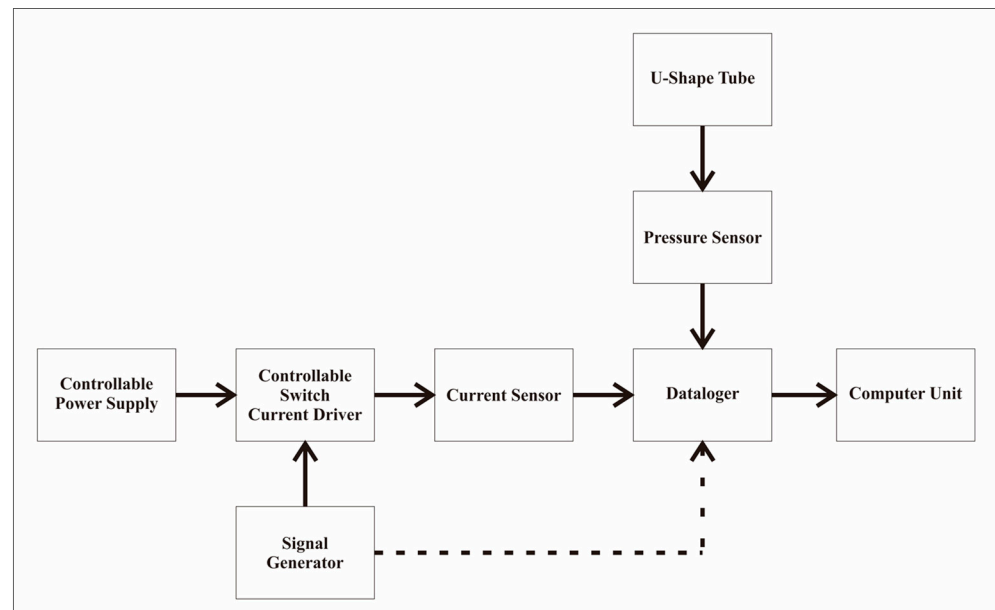 U-Shape Tube
Pressure Sensor
Controllable
Power Supply
Controllable
Switch
Current Driver
Current Sensor
Dataloger
Computer Unit
Signal
Generator